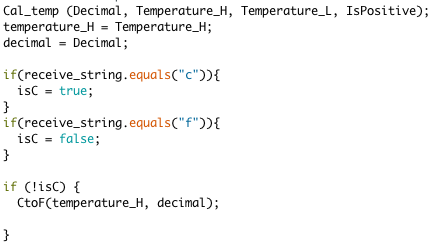 Cal_temp (Decimal, Temperature_H, Temperature_L, IsPositive);
temperature_H = Temperature_H;
decimal = Decimal;
if(receive_string.equals("c")){
isC = true;
}
if(receive_string.equals("f")){
isC = false;
}
if (!isC) {
CtoF(temperature_H, decimal);
}